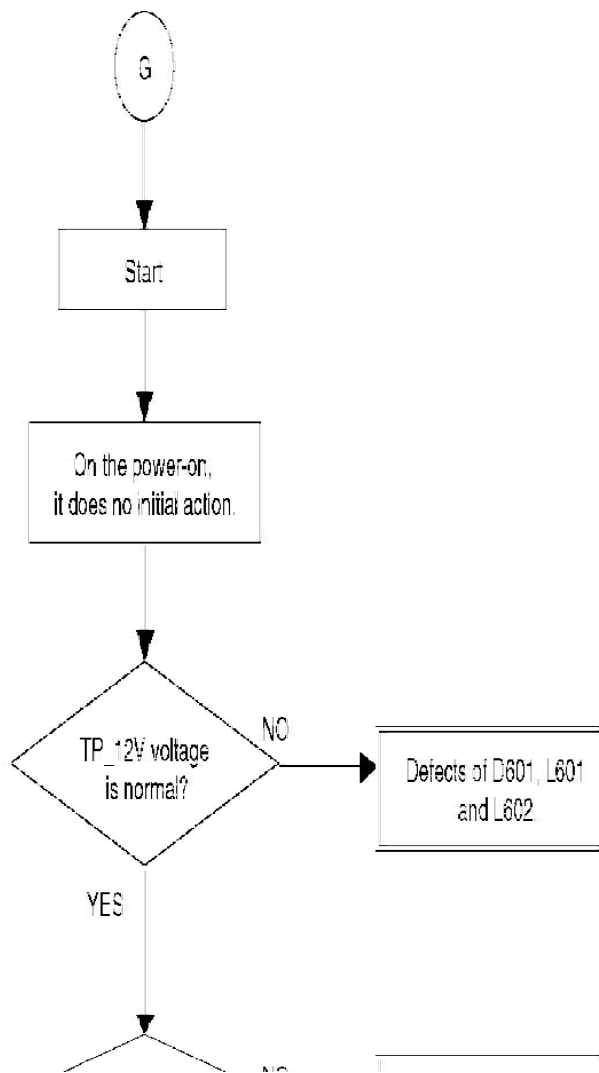 G
Start
On the power-on,
it does no initial action.
TP_12V voltage
is normal?
NO
Defects of D601, L601
and L602.
YES
NO